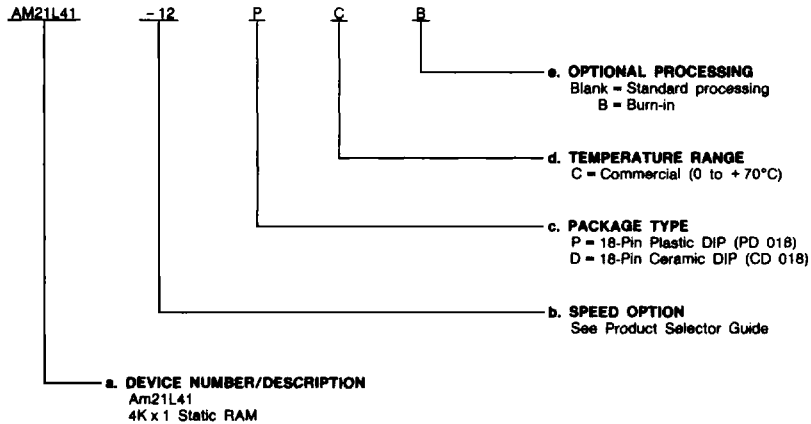 AM21L41 -12 P C B
e. OPTIONAL PROCESSING
Blank = Standard processing
B = Burn-in
d. TEMPERATURE RANGE
C = Commercial (0 to +70°C)
c. PACKAGE TYPE
P = 18-Pin Plastic DIP (PD 018)
D = 18-Pin Ceramic DIP (CD 018)
b. SPEED OPTION
See Product Selector Guide
a. DEVICE NUMBER/DESCRIPTION
Am21L41
4K x 1 Static RAM